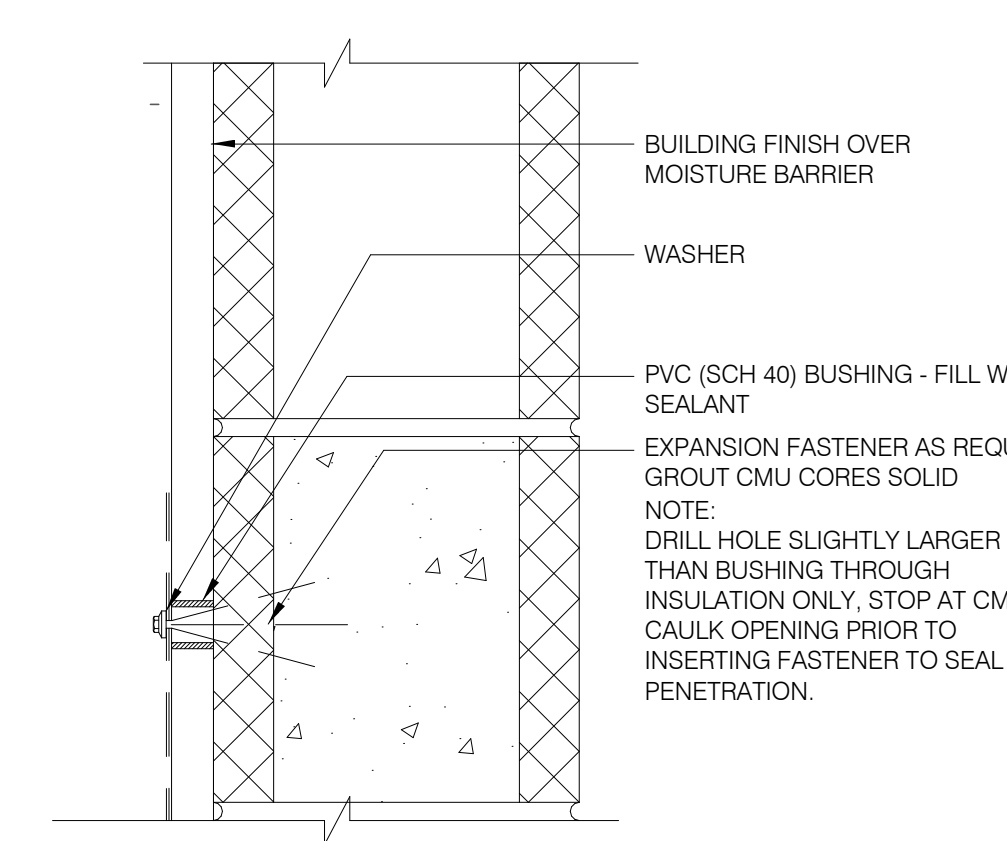 BUILDING FINISH OVER
MOISTURE BARRIER
WASHER
PVC (SCH 40) BUSHING - FILL W
SEALANT
EXPANSION FASTENER AS REQU
GROUT CMU CORES SOLID
NOTE:
DRILL HOLE SLIGHTLY LARGER
THAN BUSHING THROUGH
INSULATION ONLY, STOP AT CM
CAULK OPENING PRIOR TO
INSERTING FASTENER TO SEAL
PENETRATION.